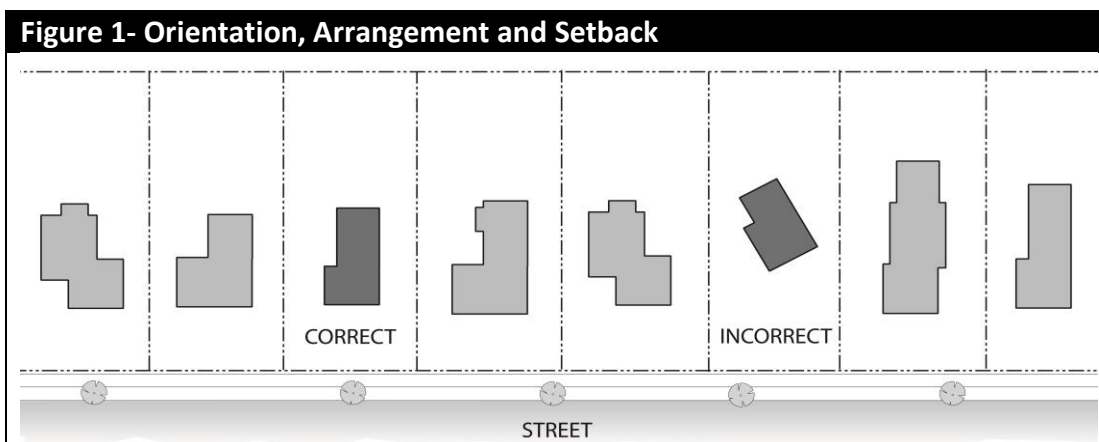 Figure 1- Orientation, Arrangement and Setback
CORRECT
INCORRECT
STREET